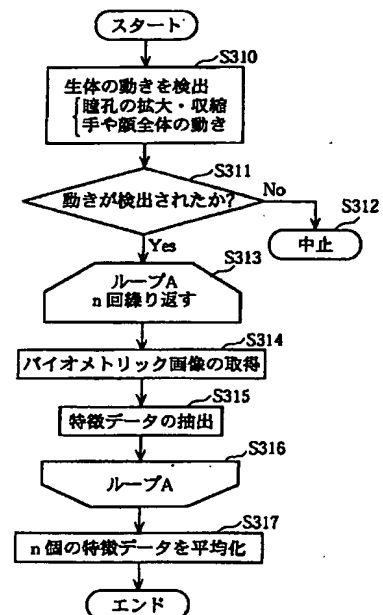 スタート
S310
生体の動きを検出
瞳孔の拡大・収縮
手や顔全体の動き
S311
動きが検出されたか?
No
S312
中止
Yes
S313
ループA
n回繰り返す
S314
バイオメトリック画像の取得
S315
特徴データの抽出
S316
ループA
S317
n個の特徴データを平均化
エンド